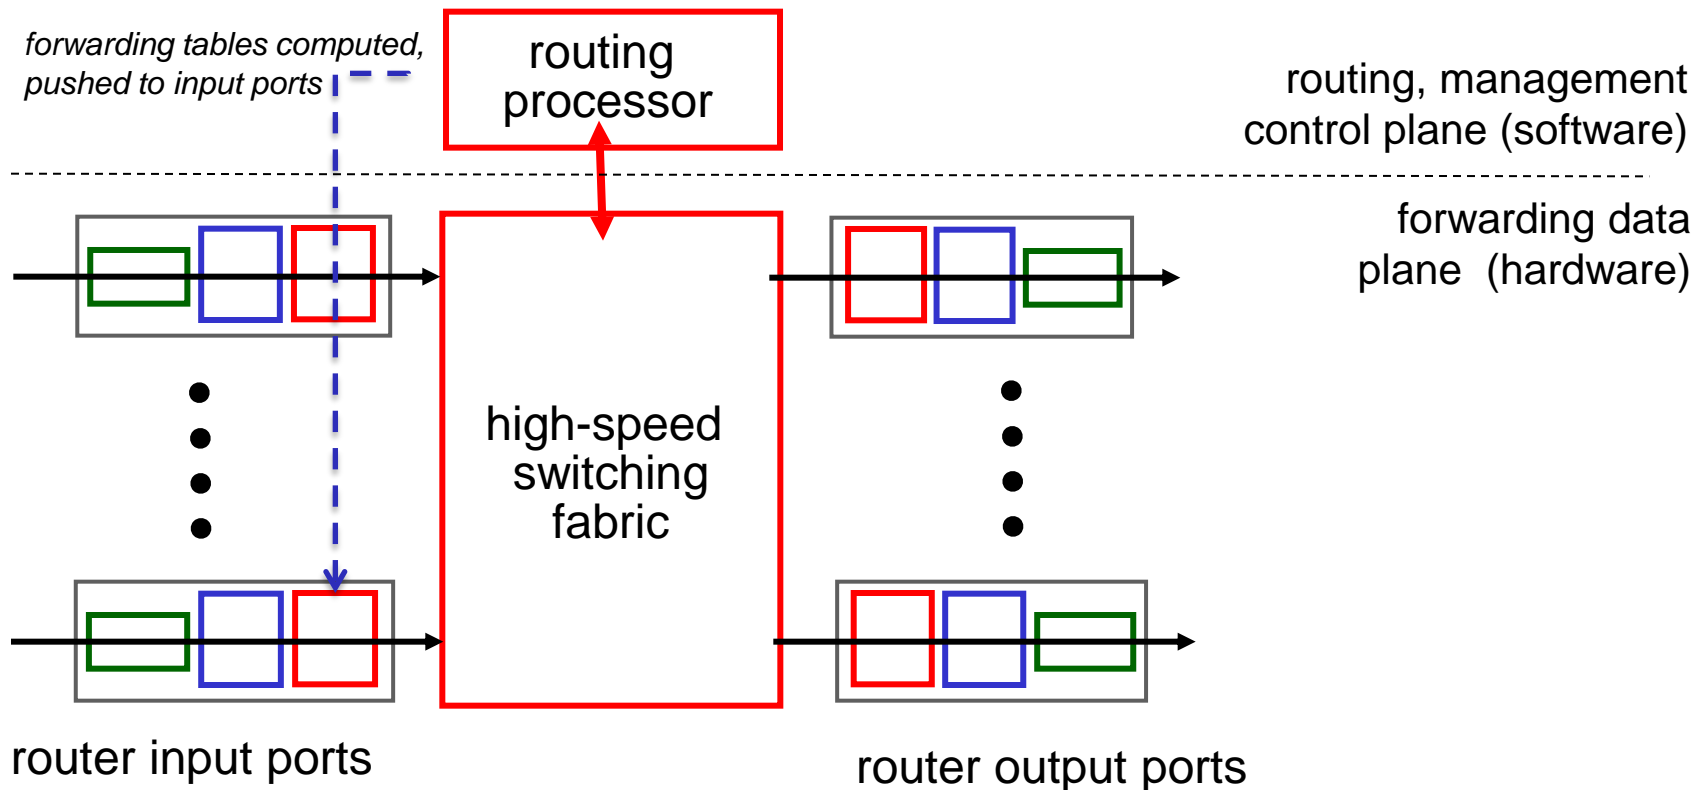 forwarding tables computed,
pushed to input ports
routing
processor
routing, management
control plane (software)
forwarding data
plane (hardware)
high-speed
switching
fabric
router input ports
router output ports